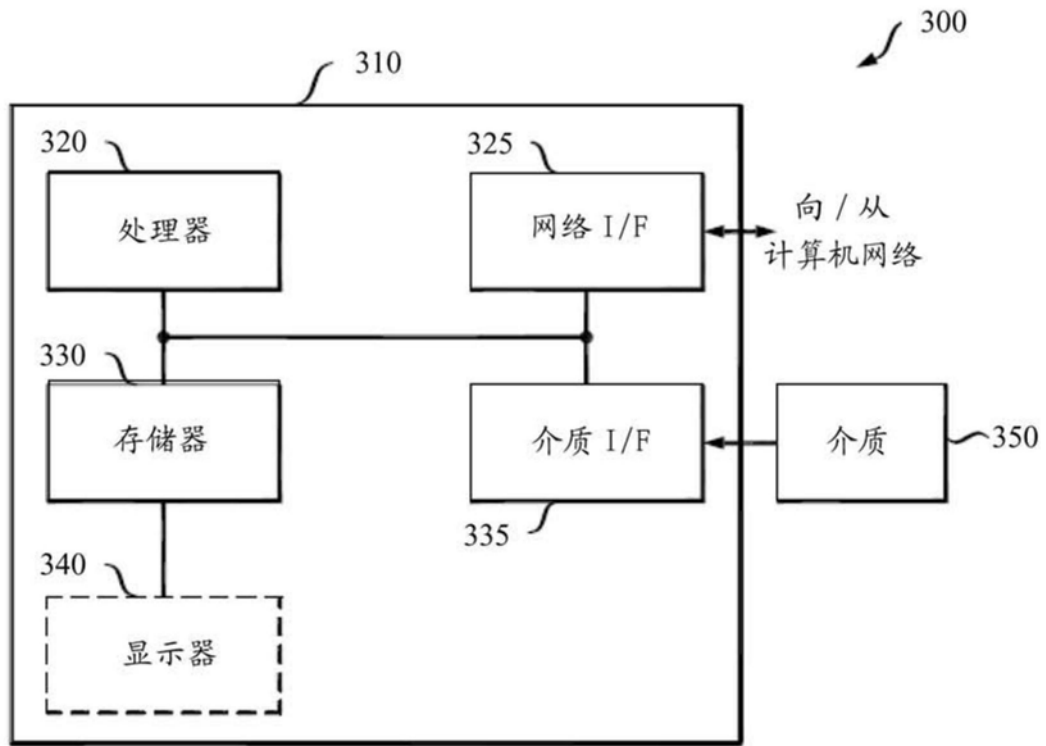 300
310
320
处理器
325
网络 I/F
向 / 从
计算机网络
330
存储器
介质 I/F
335
介质
350
340
显示器